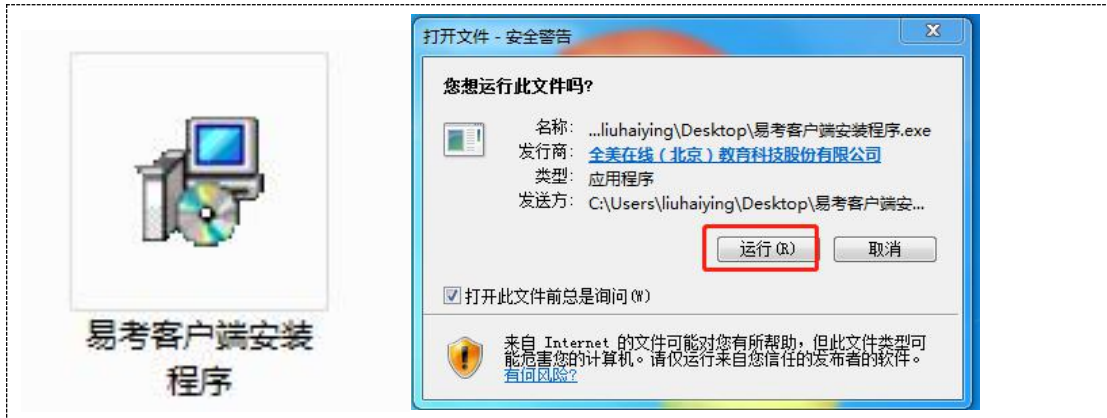 易考客户端安装
程序
打开文件 - 安全警告
X
您想运行此文件吗?
名称: ...liuhaiying\Desktop\易考客户端安装程序.exe
发行商: 全美在线（北京）教育科技股份有限公司
类型: 应用程序
发送方: C:\Users\liuhaiying\Desktop\易考客户端安...
运行(R)
取消
打开此文件前总是询问(W)
来自 Internet 的文件可能对您有所帮助，但此文件类型可
能危害您的计算机。请仅运行来自您信任的发布者的软件。
有何风险?